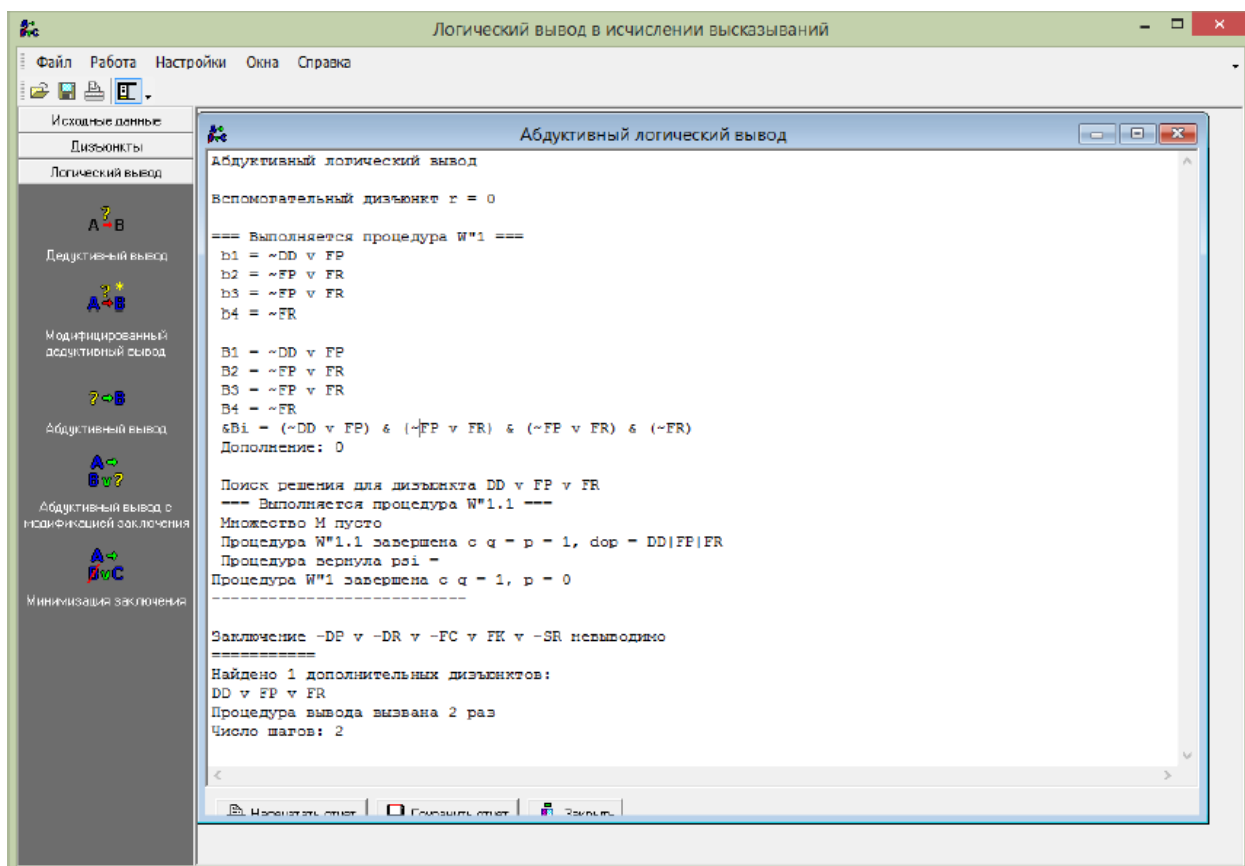 Логический вывод в исчислении высказываний
Файл Работа Настройки Окна Справка
Исходные данные
Дизъюнкты
Логический вывод
A ? B
Дедуктивный вывод
A ? * B
Модифицированный дедуктивный вывод
? B
Абдуктивный вывод
A
B v ?
Абдуктивный вывод с модификацией заключения
A
B v C
Минимизация заключения
Абдуктивный логический вывод
Абдуктивный логический вывод
Вспомогательный дизъюнкт r = 0
=== Выполняется процедура W"1 ===
b1 = ~DD v FP
b2 = ~FP v FR
b3 = ~FP v FR
b4 = ~FR
B1 = ~DD v FP
B2 = ~FP v FR
B3 = ~FP v FR
B4 = ~FR
&Bi = (~DD v FP) & (~FP v FR) & (~FP v FR) & (~FR)
Дополнение: 0
Поиск решения для дизъюнкта DD v FP v FR
=== Выполняется процедура W"1.1 ===
Множество M пусто
Процедура W"1.1 завершена с q = p = 1, dop = DD|FP|FR
Процедура вернула psi =
Процедура W"1 завершена с q = 1, p = 0
---------------------------
Заключение ~DP v ~DR v ~FC v FK v ~SR невыводимо
===========
Найдено 1 дополнительных дизъюнктов:
DD v FP v FR
Процедура вывода вызвана 2 раз
Число шагов: 2
Напечатать отчет Сохранить отчет Закрыть